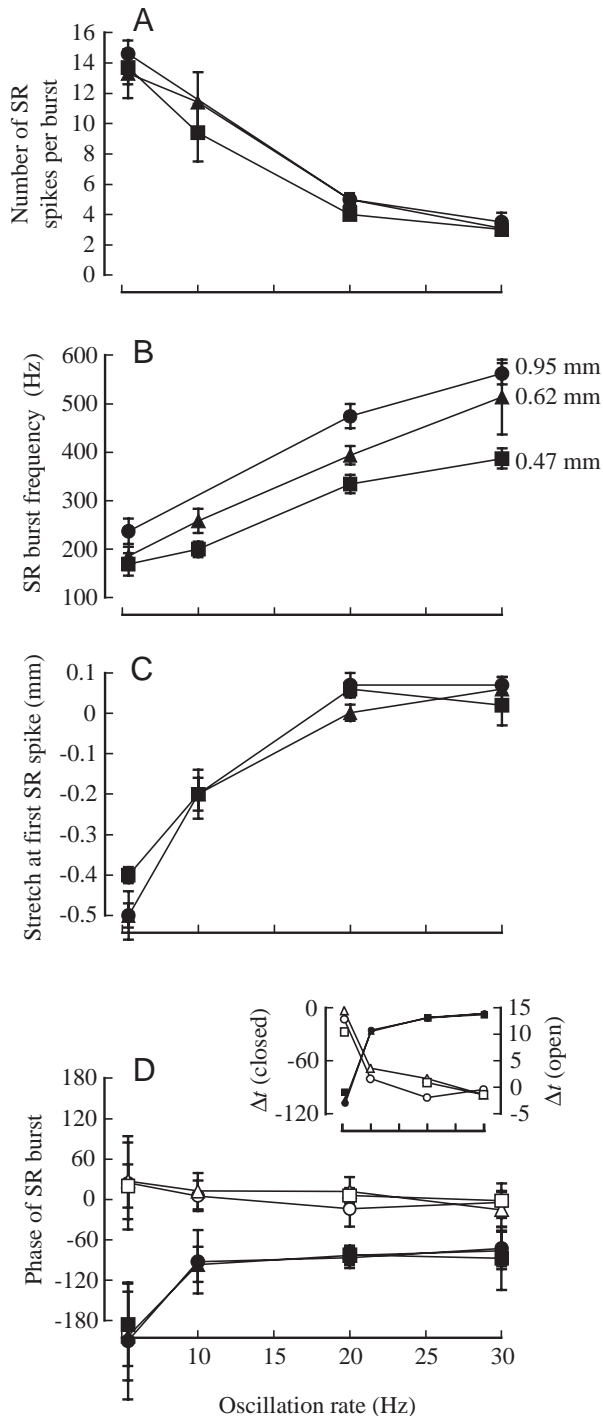 A
16
14
12
10
8
6
4
2
0
Number of SR
spikes per burst
B
600
500
400
300
200
100
SR burst frequency (Hz)
0.95 mm
0.62 mm
0.47 mm
C
0.1
0
-0.1
-0.2
-0.3
-0.4
-0.5
Stretch at first SR spike (mm)
0
-60
-120
Δt (closed)
15
10
5
0
-5
Δt (open)
D
180
120
60
0
-60
-120
-180
Phase of SR burst
10
15
20
25
30
Oscillation rate (Hz)